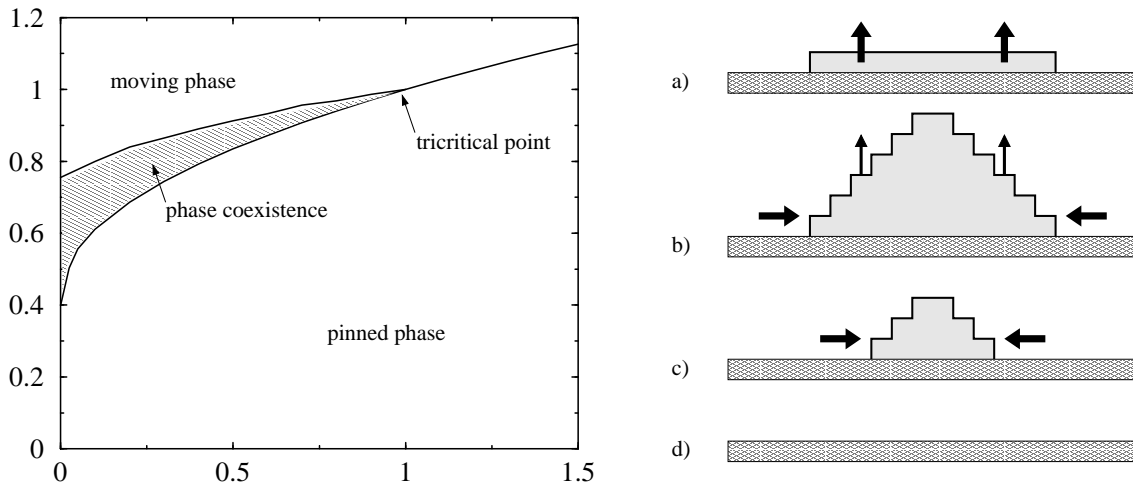 1.2
moving phase
1
tricritical point
0.8
phase coexistence
0.6
0.4
pinned phase
0.2
0
0
0.5
1
1.5
a)
b)
c)
d)